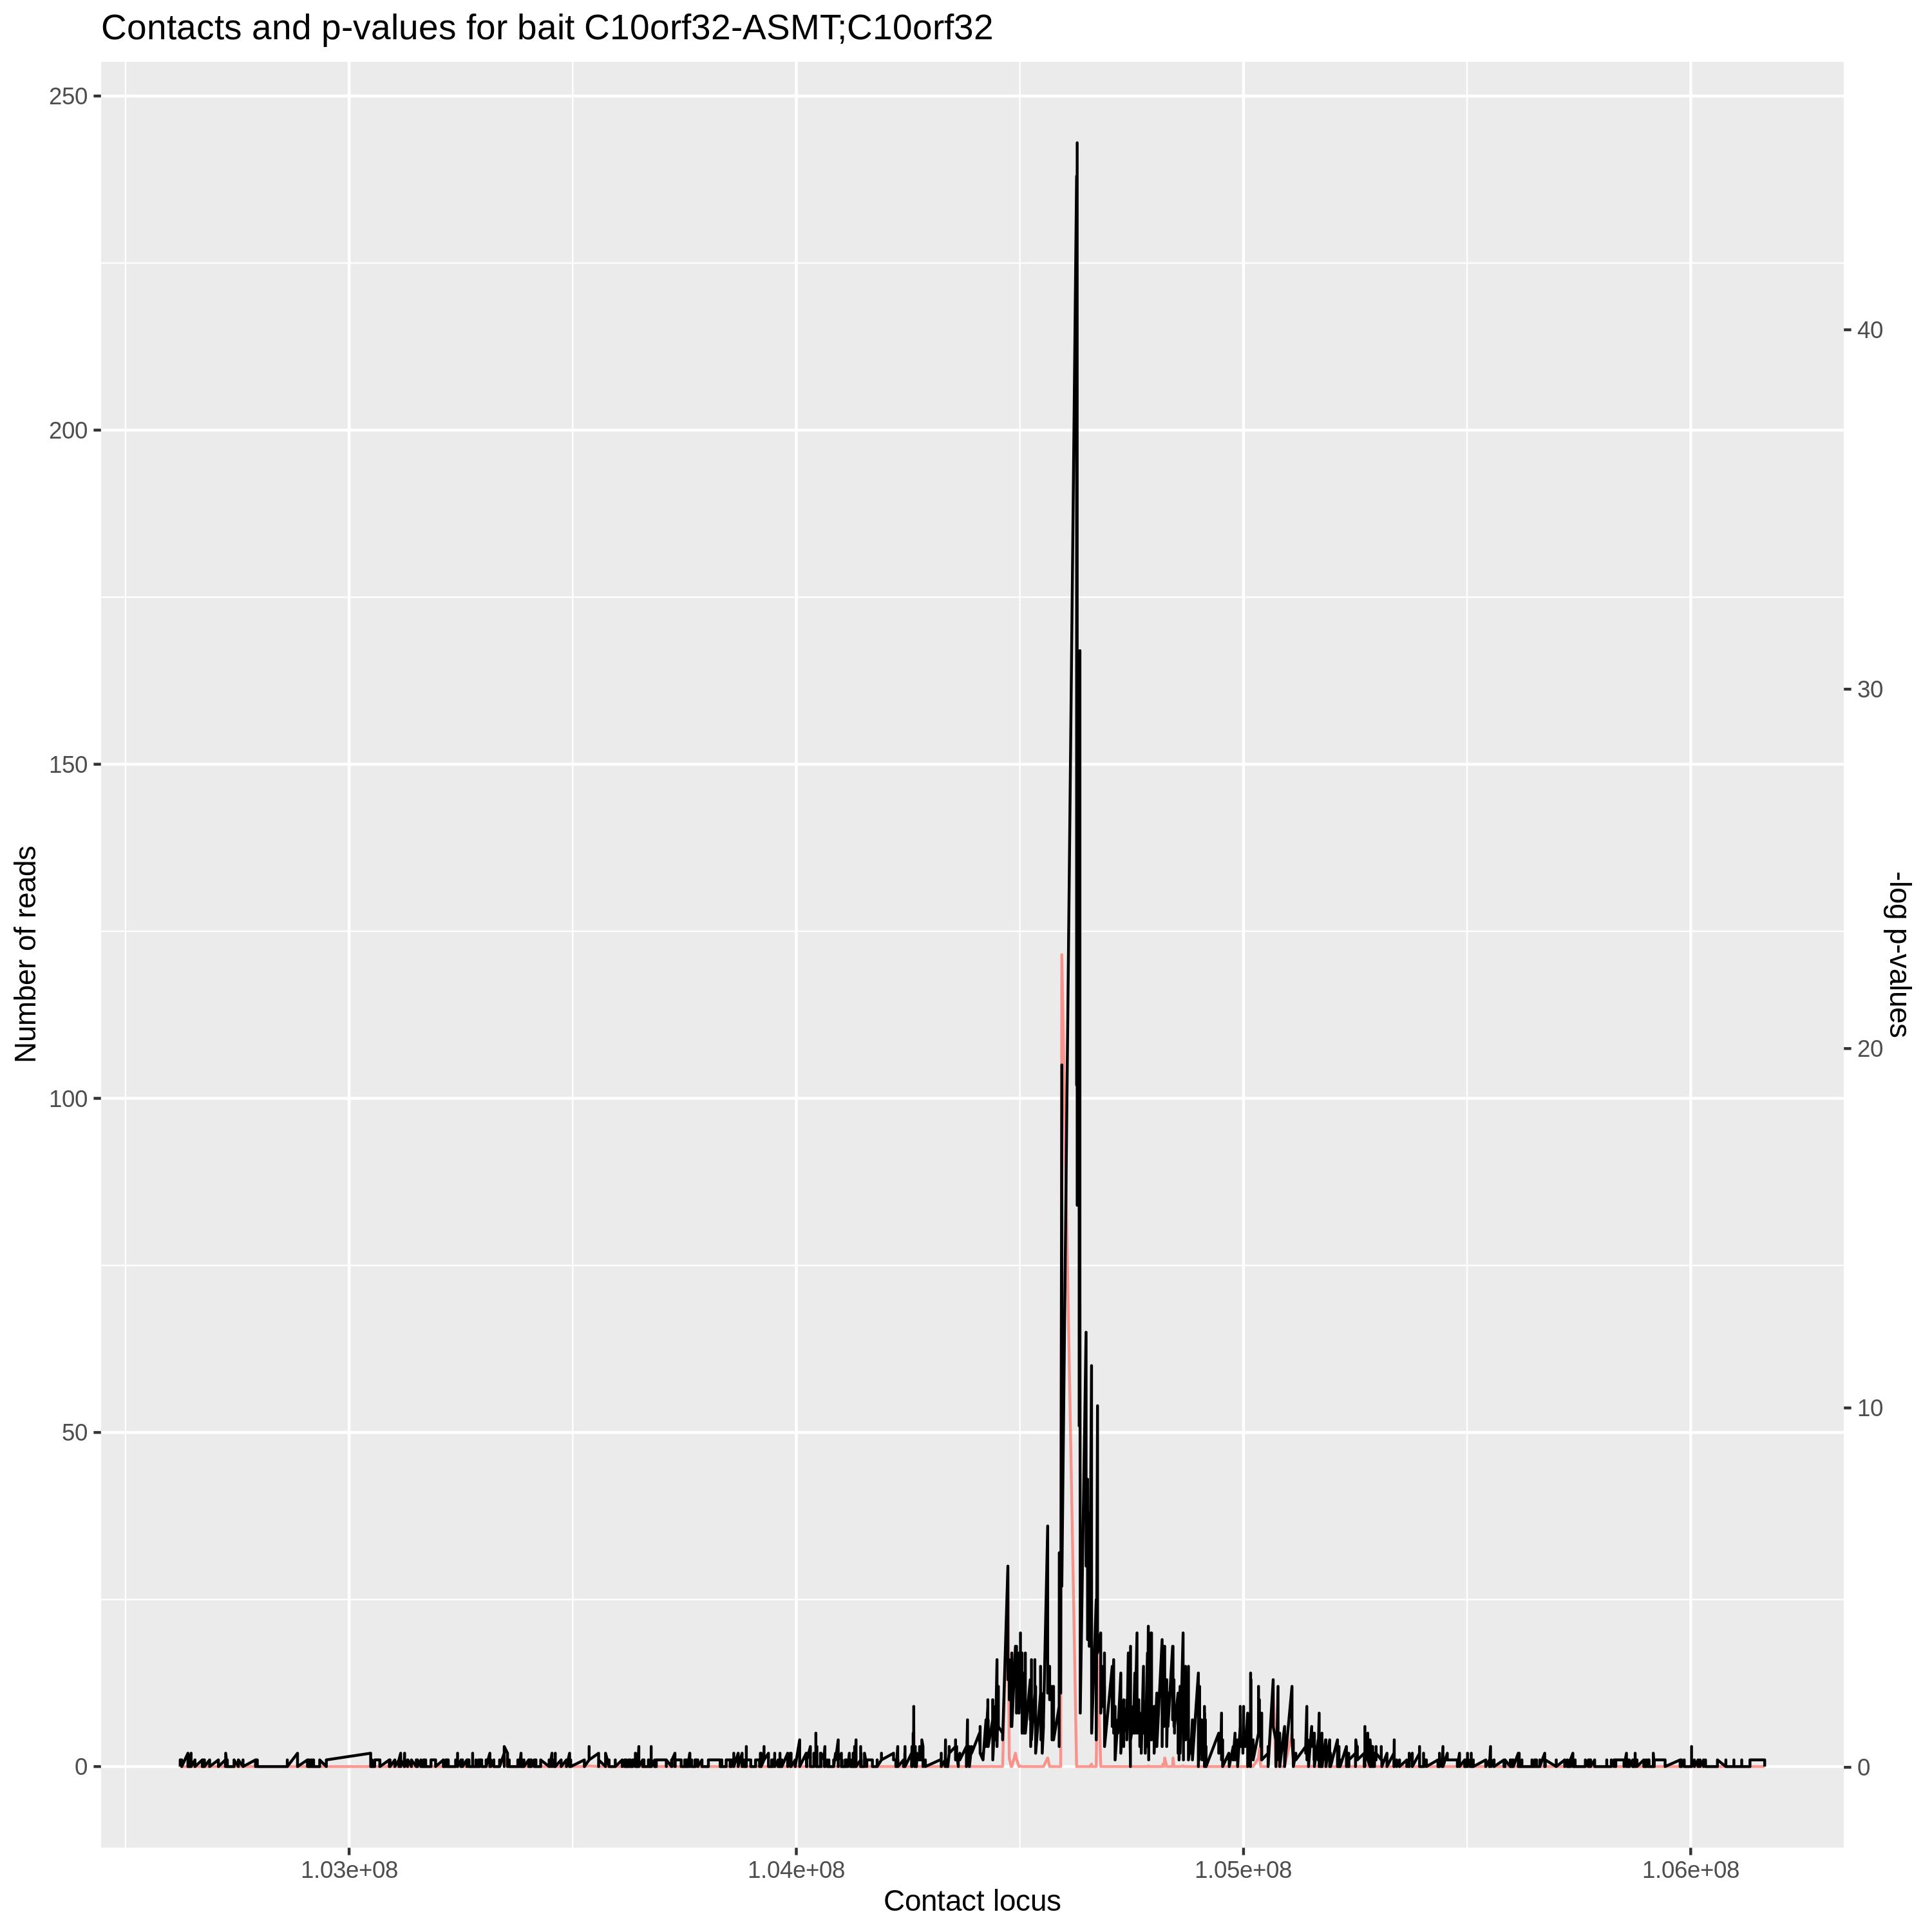 Contacts and p-values for bait C10orf32-ASMT;C10orf32
250
200
150
100
50
0
Number of reads
40
30
20
10
0
-log p-values
1.03e+08
1.04e+08
1.05e+08
1.06e+08
Contact locus